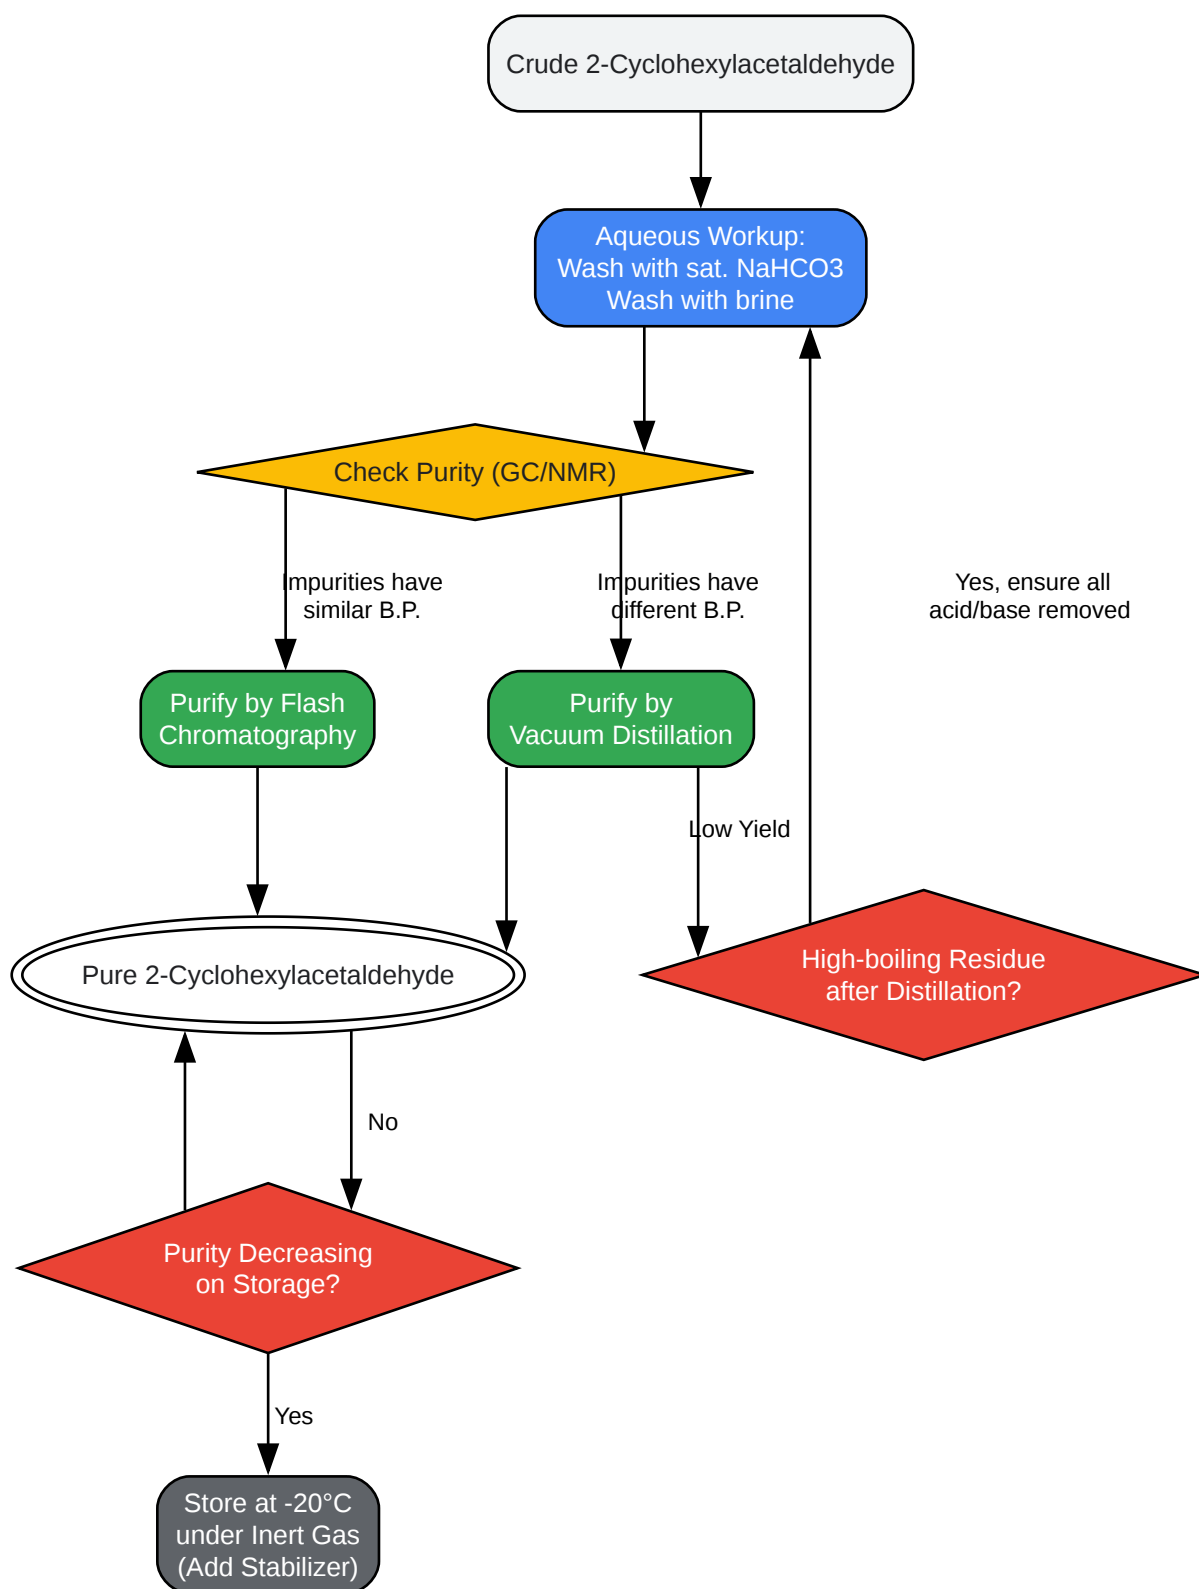 Crude 2-Cyclohexylacetaldehyde
Aqueous Workup:
Wash with sat. NaHCO3
Wash with brine
Check Purity (GC/NMR)
Impurities have
similar B.P.
Impurities have
different B.P.
Yes, ensure all
acid/base removed
Purify by Flash
Chromatography
Purify by
Vacuum Distillation
Low Yield
Pure 2-Cyclohexylacetaldehyde
High-boiling Residue
after Distillation?
No
Purity Decreasing
on Storage?
Yes
Store at -20°C
under Inert Gas
(Add Stabilizer)